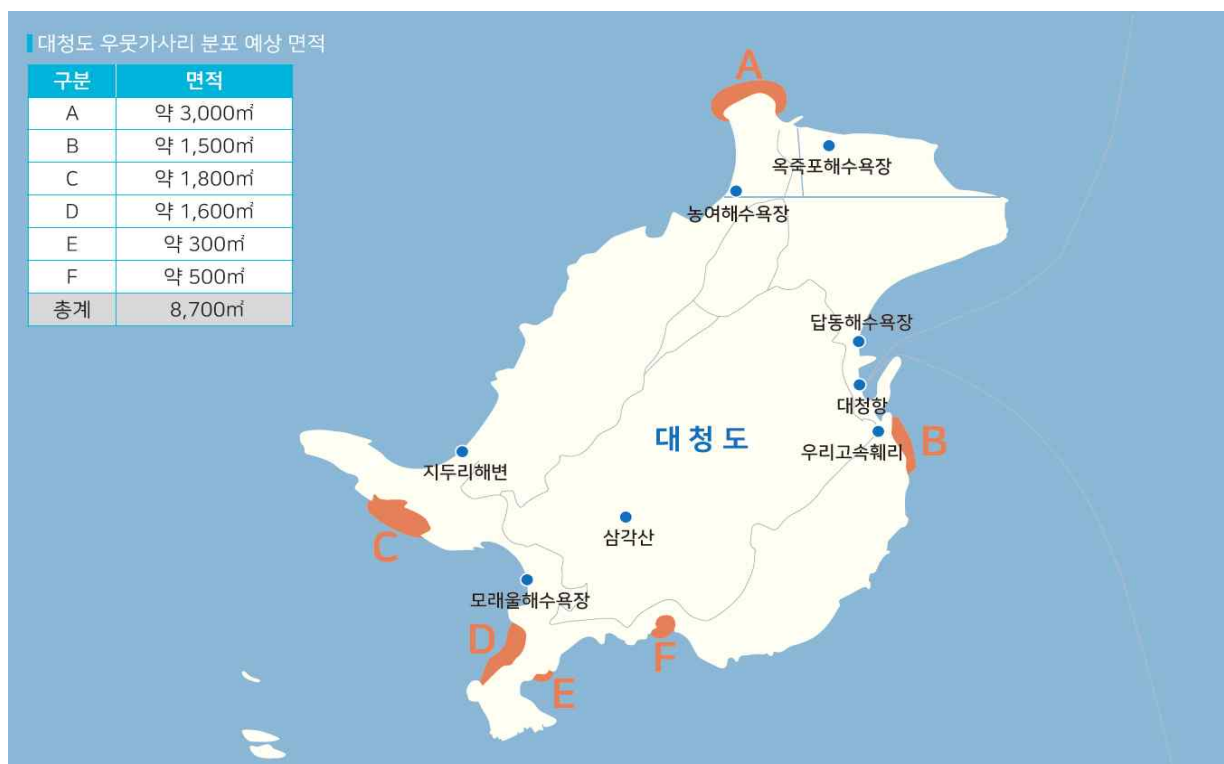 대청도 우뭇가사리 분포 예상 면적
구분 면적
A 약 3,000㎡
B 약 1,500㎡
C 약 1,800㎡
D 약 1,600㎡
E 약 300㎡
F 약 500㎡
총계 8,700㎡
A
옥죽포해수욕장
농여해수욕장
답동해수욕장
대청항
대청도
우리고속훼리
B
지두리해변
C
삼각산
모래울해수욕장
D
F
E